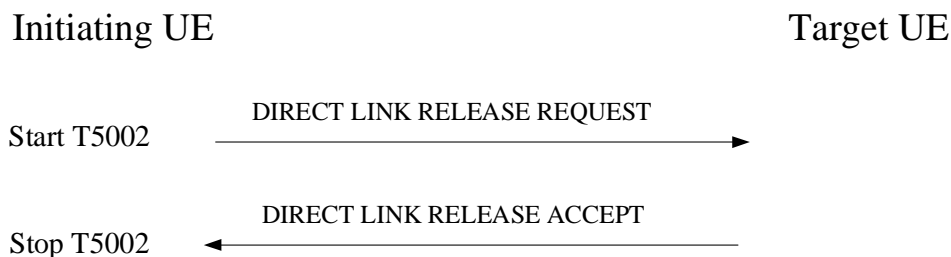 Initiating UE Target UE
DIRECT LINK RELEASE REQUEST
Start T5002
DIRECT LINK RELEASE ACCEPT
Stop T5002